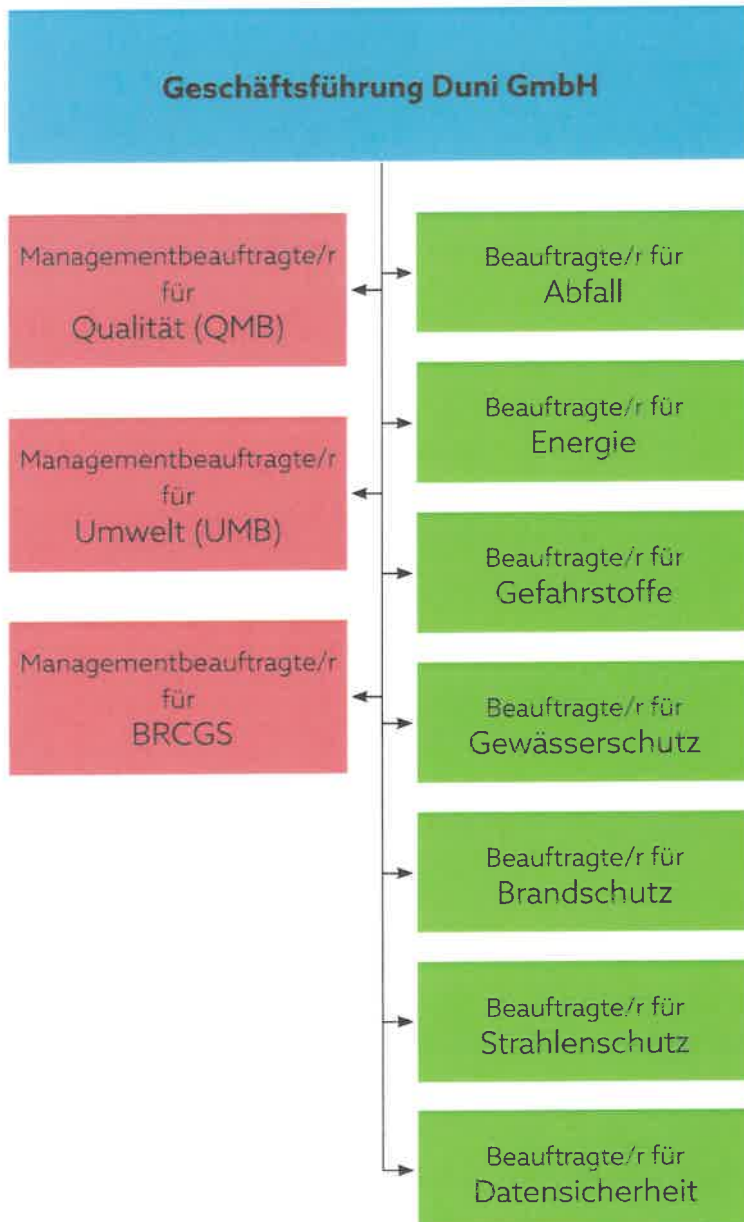 Geschäftsführung Duni GmbH
Managementbeauftragte/r
für
Qualität (QMB)
Managementbeauftragte/r
für
Umwelt (UMB)
Managementbeauftragte/r
für
BRCGS
Beauftragte/r für
Abfall
Beauftragte/r für
Energie
Beauftragte/r für
Gefahrstoffe
Beauftragte/r für
Gewässerschutz
Beauftragte/r für
Brandschutz
Beauftragte/r für
Strahlenschutz
Beauftragte/r für
Datensicherheit